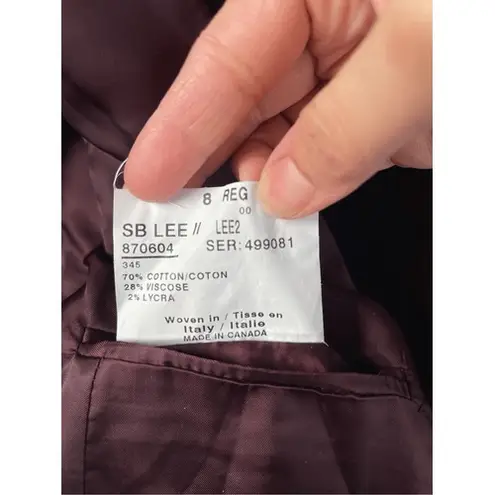 8 REG
00
SB LEE// LEE2
870604 SER: 499081
345
70% COTTON/COTON
28% VISCOSE
2% LYCRA
Woven in / Tisse en
Italy / Italie
MADE IN CANADA